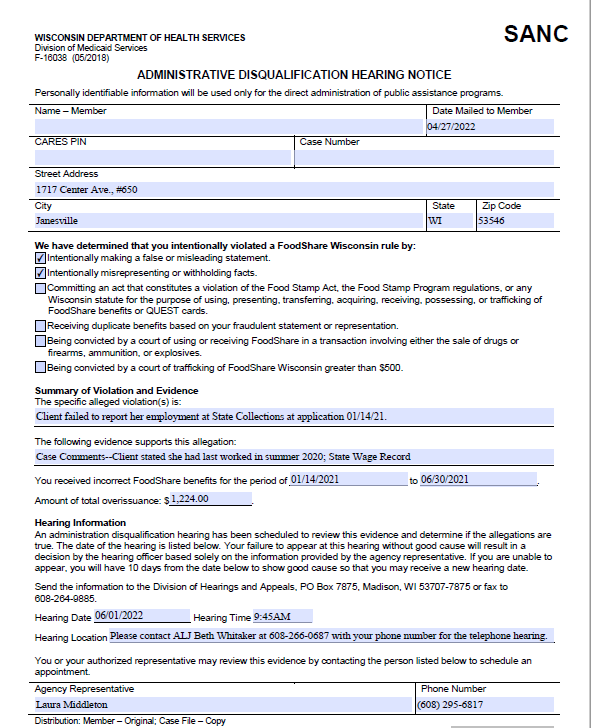 SANC
WISCONSIN DEPARTMENT OF HEALTH SERVICES
Division of Medicaid Services
F-16038 (05/2018)
ADMINISTRATIVE DISQUALIFICATION HEARING NOTICE
Personally identifiable information will be used only for the direct administration of public assistance programs.
Name – Member
Date Mailed to Member
04/27/2022
CARES PIN
Case Number
Street Address
1717 Center Ave., #650
City
State
Zip Code
Janesville
WI
53546
We have determined that you intentionally violated a FoodShare Wisconsin rule by:
Intentionally making a false or misleading statement.
Intentionally misrepresenting or withholding facts.
Committing an act that constitutes a violation of the Food Stamp Act, the Food Stamp Program regulations, or any
Wisconsin statute for the purpose of using, presenting, transferring, acquiring, receiving, possessing, or trafficking of
FoodShare benefits or QUEST cards.
Receiving duplicate benefits based on your fraudulent statement or representation.
Being convicted by a court of using or receiving FoodShare in a transaction involving either the sale of drugs or
firearms, ammunition, or explosives.
Being convicted by a court of trafficking of FoodShare Wisconsin greater than $500.
Summary of Violation and Evidence
The specific alleged violation(s) is:
Client failed to report her employment at State Collections at application 01/14/21.
The following evidence supports this allegation:
Case Comments--Client stated she had last worked in summer 2020; State Wage Record
You received incorrect FoodShare benefits for the period of 01/14/2021 to 06/30/2021.
Amount of total overissuance: $1,224.00.
Hearing Information
An administration disqualification hearing has been scheduled to review this evidence and determine if the allegations are
true. The date of the hearing is listed below. Your failure to appear at this hearing without good cause will result in a
decision by the hearing officer based solely on the information provided by the agency representative. If you are unable to
appear, you will have 10 days from the date below to show good cause so that you may receive a new hearing date.
Send the information to the Division of Hearings and Appeals, PO Box 7875, Madison, WI 53707-7875 or fax to
608-264-9885.
Hearing Date 06/01/2022 Hearing Time 9:45AM
Hearing Location Please contact ALJ Beth Whitaker at 608-266-0687 with your phone number for the telephone hearing.
You or your authorized representative may review this evidence by contacting the person listed below to schedule an
appointment.
Agency Representative
Phone Number
Laura Middleton
(608) 295-6817
Distribution: Member – Original; Case File – Copy